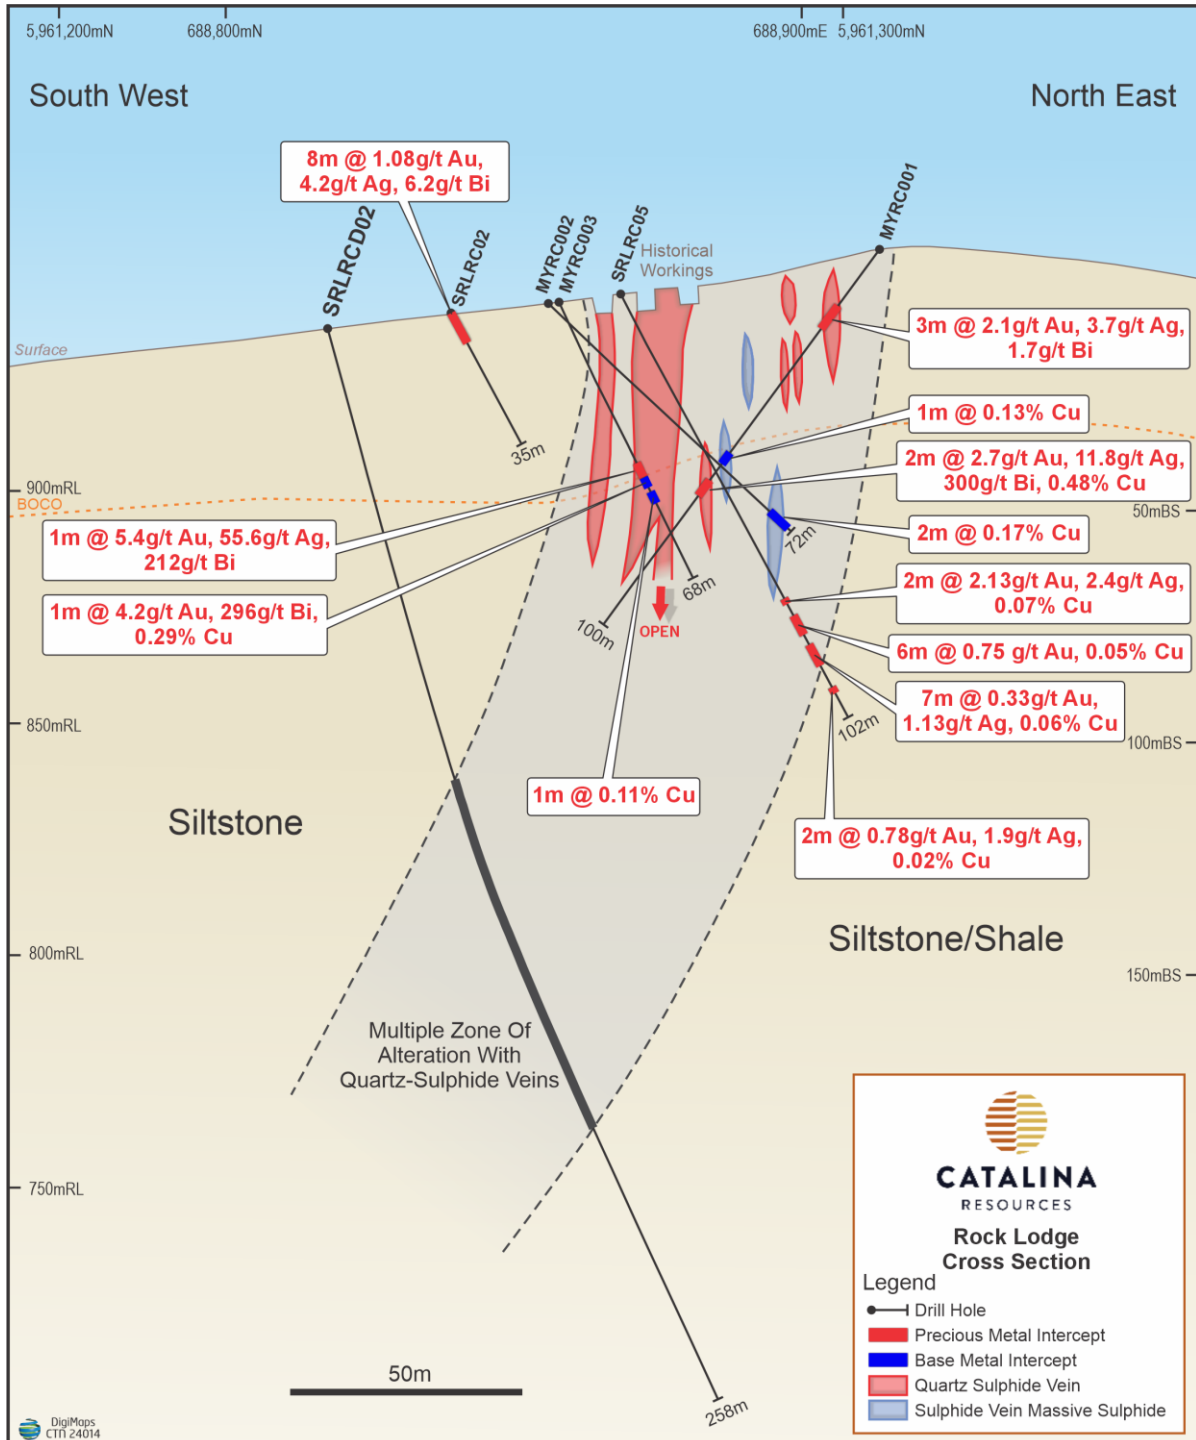 5,961,200mN
688,800mN
688,900mE
5,961,300mN
South West
North East
8m @ 1.08g/t Au,
4.2g/t Ag, 6.2g/t Bi
SRLRCD02
SRLRC02
MYRC002
MYRC003
SRLRC05
Historical
Workings
MYRC001
Surface
3m @ 2.1g/t Au, 3.7g/t Ag,
1.7g/t Bi
1m @ 0.13% Cu
35m
2m @ 2.7g/t Au, 11.8g/t Ag,
300g/t Bi, 0.48% Cu
900mRL
BOCO
50mBS
1m @ 5.4g/t Au, 55.6g/t Ag,
212g/t Bi
2m @ 0.17% Cu
72m
68m
2m @ 2.13g/t Au, 2.4g/t Ag,
0.07% Cu
1m @ 4.2g/t Au, 296g/t Bi,
0.29% Cu
100m
OPEN
6m @ 0.75 g/t Au, 0.05% Cu
7m @ 0.33g/t Au,
1.13g/t Ag, 0.06% Cu
102m
850mRL
100mBS
1m @ 0.11% Cu
Siltstone
2m @ 0.78g/t Au, 1.9g/t Ag,
0.02% Cu
Siltstone/Shale
800mRL
150mBS
Multiple Zone Of
Alteration With
Quartz-Sulphide Veins
750mRL
CATALINA
RESOURCES
Rock Lodge
Cross Section
Legend
Drill Hole
Precious Metal Intercept
Base Metal Intercept
Quartz Sulphide Vein
Sulphide Vein Massive Sulphide
50m
258m
DigiMaps
CTN 24014